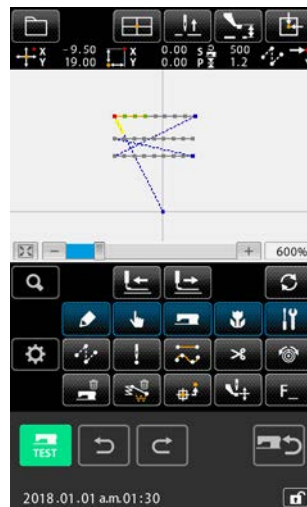 X -9.50 X 0.00 S 500
Y 19.00 Y 0.00 P 1.2
- + 600%
F_
TEST
2018.01.01 a.m.01:30